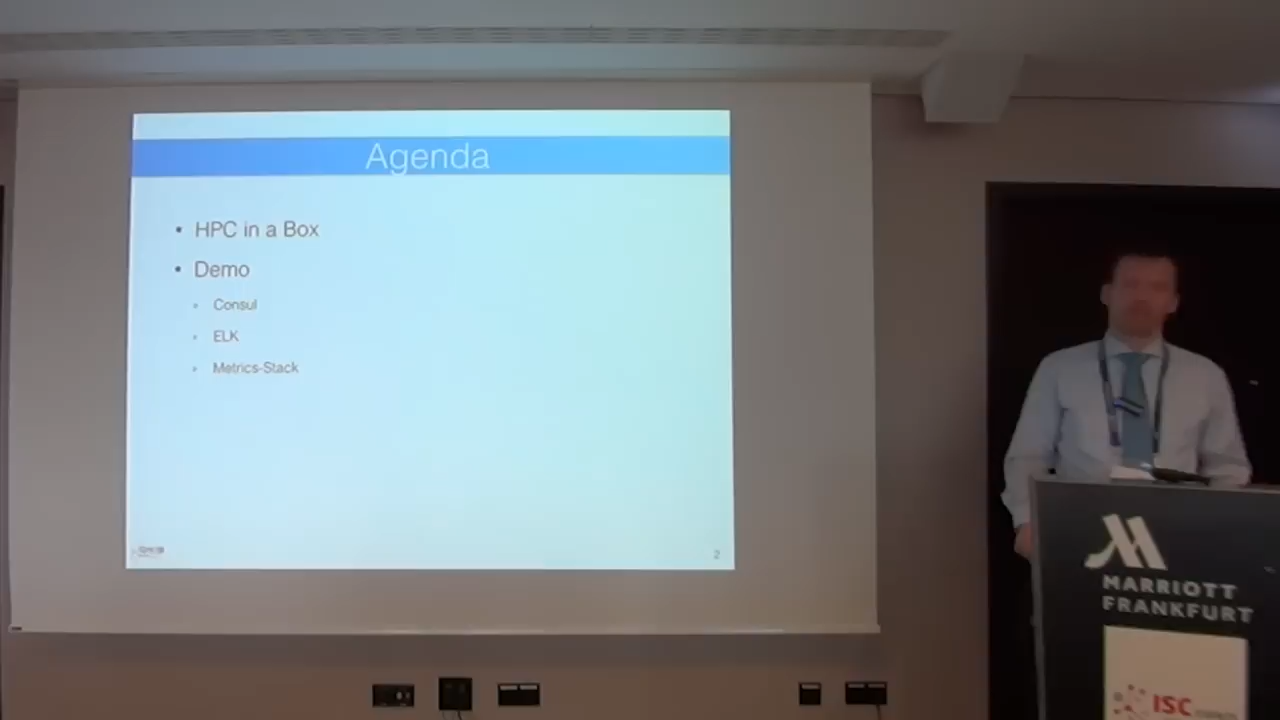 Agenda
• HPC in a Box
• Demo
Consul
ELK
Metrics-Stack
2
MARRIOTT
FRANKFURT
ISC